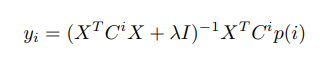 yᵢ = (XᵀCⁱX + λI)⁻¹XᵀCⁱp(i)